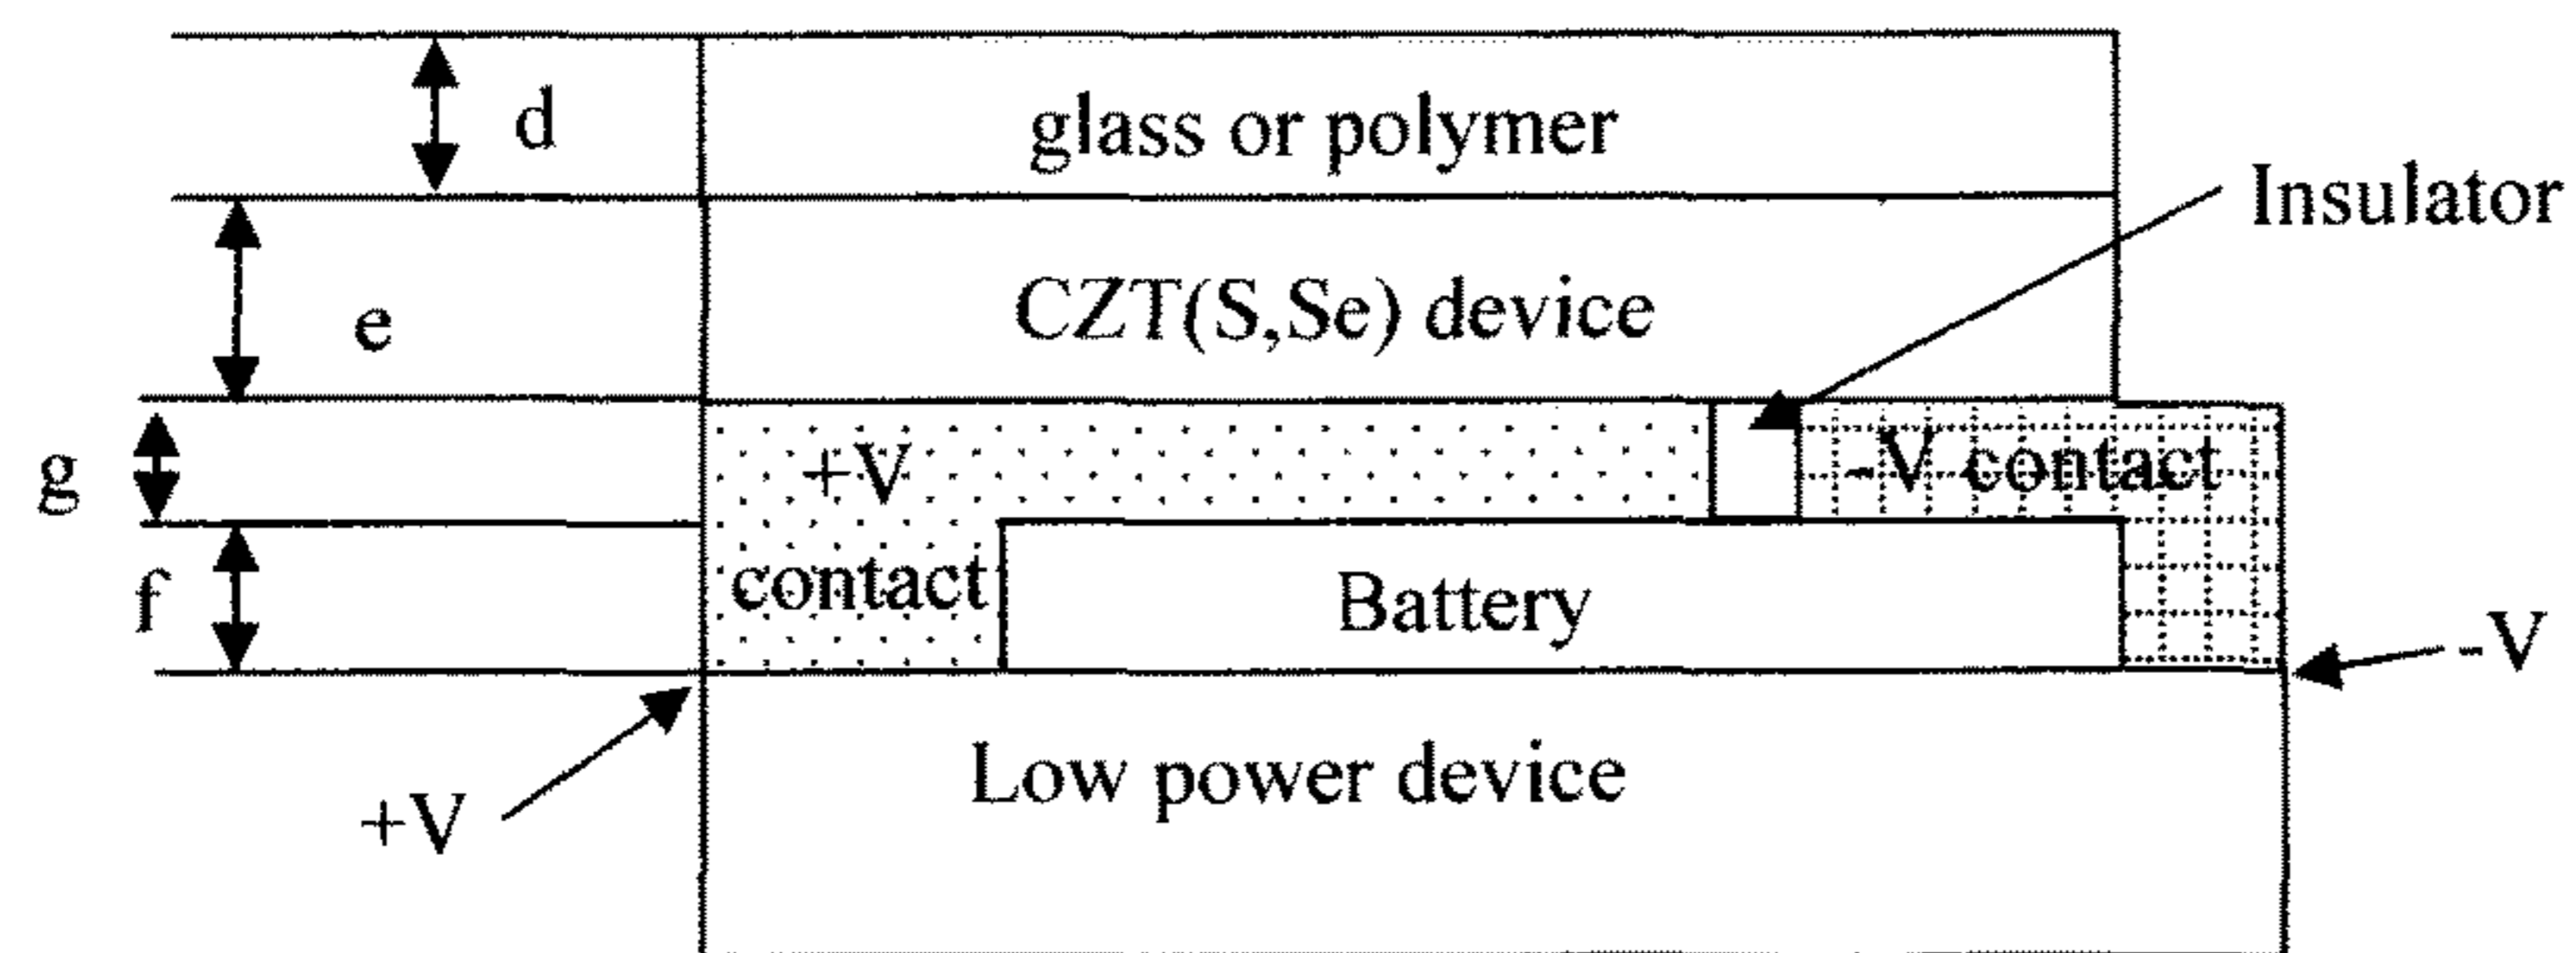 d
glass or polymer
Insulator
e
CZT(S,Se) device
g
+V
-V contact
f
contact
Battery
-V
+V
Low power device